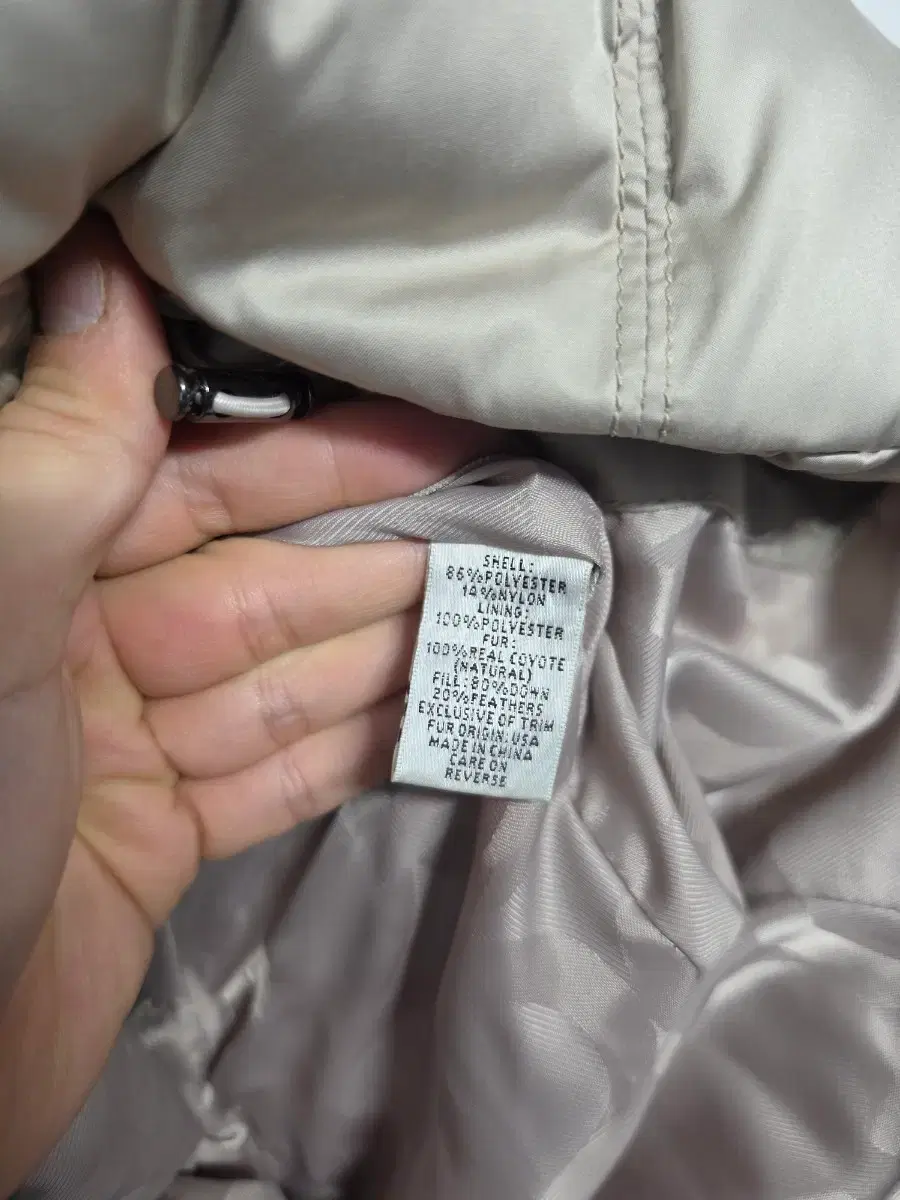 SHELL:
86%POLYESTER
14%NYLON
LINING:
100%POLYESTER
FUR:
100%REAL COYOTE
(NATURAL)
FILL:80%DOWN
20%FEATHERS
EXCLUSIVE OF TRIM
FUR ORIGIN: USA
MADE IN CHINA
CARE ON
REVERSE